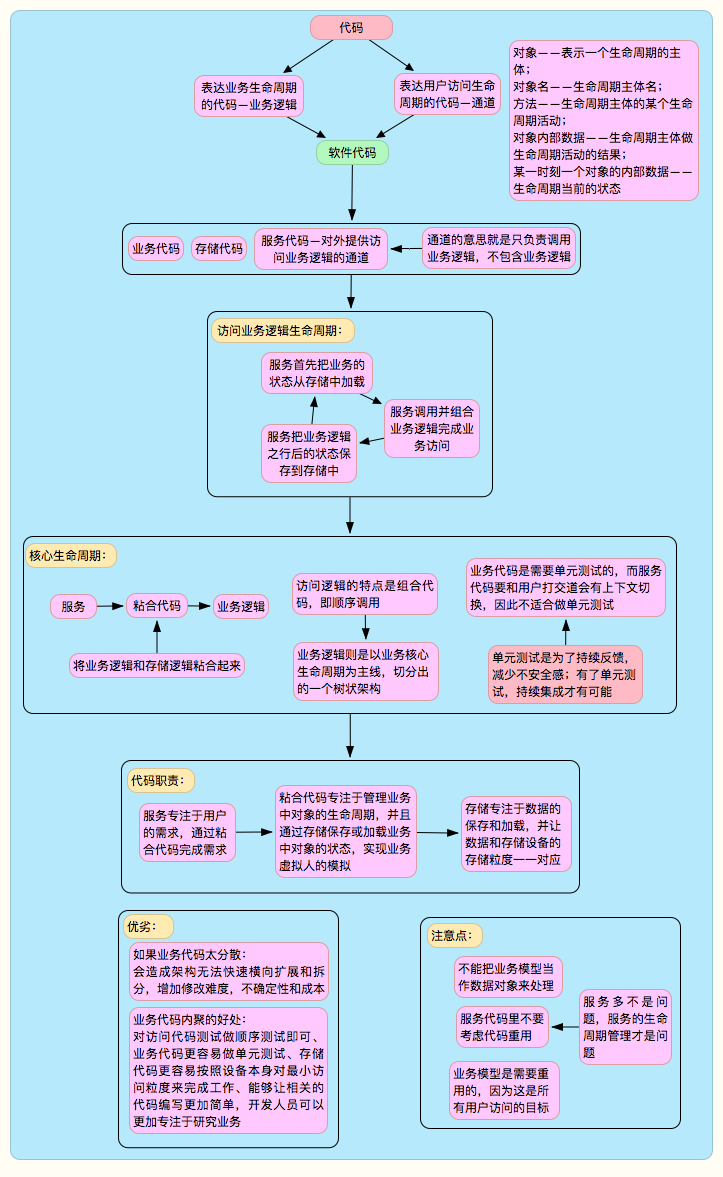 代码
表达业务生命周期
的代码－业务逻辑
表达用户访问生命
周期的代码－通道
软件代码
对象——表示一个生命周期的主
体；
对象名——生命周期主体名；
方法——生命周期主体的某个生命
周期活动；
对象内部数据——生命周期主体做
生命周期活动的结果；
某一时刻一个对象的内部数据——
生命周期当前的状态
业务代码
存储代码
服务代码－对外提供访
问业务逻辑的通道
通道的意思就是只负责调用
业务逻辑，不包含业务逻辑
访问业务逻辑生命周期：
服务首先把业务的
状态从存储中加载
服务调用并组合
业务逻辑完成业
务访问
服务把业务逻辑
之行后的状态保
存到存储中
核心生命周期：
服务
粘合代码
业务逻辑
将业务逻辑和存储逻辑粘合起来
访问逻辑的特点是组合代
码，即顺序调用
业务逻辑则是以业务核心
生命周期为主线，切分出
的一个树状架构
业务代码是需要单元测试的，而服务
代码要和用户打交道会有上下文切
换，因此不适合做单元测试
单元测试是为了持续反馈，
减少不安全感；有了单元测
试，持续集成才有可能
代码职责：
服务专注于用户
的需求，通过粘
合代码完成需求
粘合代码专注于管理业务
中对象的生命周期，并且
通过存储保存或加载业务
中对象的状态，实现业务
虚拟人的模拟
存储专注于数据的
保存和加载，并让
数据和存储设备的
存储粒度一一对应
优劣：
如果业务代码太分散：
会造成架构无法快速横向扩展和拆
分，增加修改难度，不确定性和成本
业务代码内聚的好处：
对访问代码测试做顺序测试即可、
业务代码更容易做单元测试、存储
代码更容易按照设备本身对最小访
问粒度来完成工作、能够让相关的
代码编写更加简单，开发人员可以
更加专注于研究业务
注意点：
不能把业务模型当
作数据对象来处理
服务代码里不要
考虑代码重用
服务多不是问
题，服务的生命
周期管理才是问
题
业务模型是需要重
用的，因为这是所
有用户访问的目标